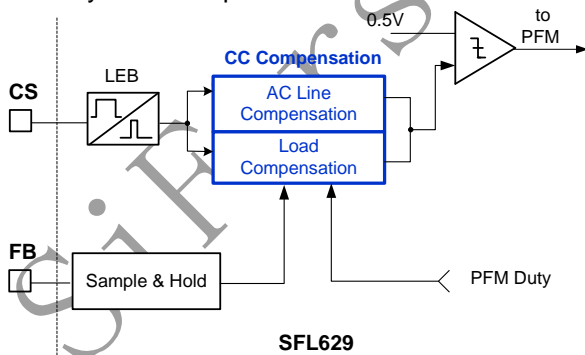 0.5V
to
PFM
CC Compensation
LEB
CS
AC Line
Compensation
Load
Compensation
FB
Sample & Hold
PFM Duty
SFL629